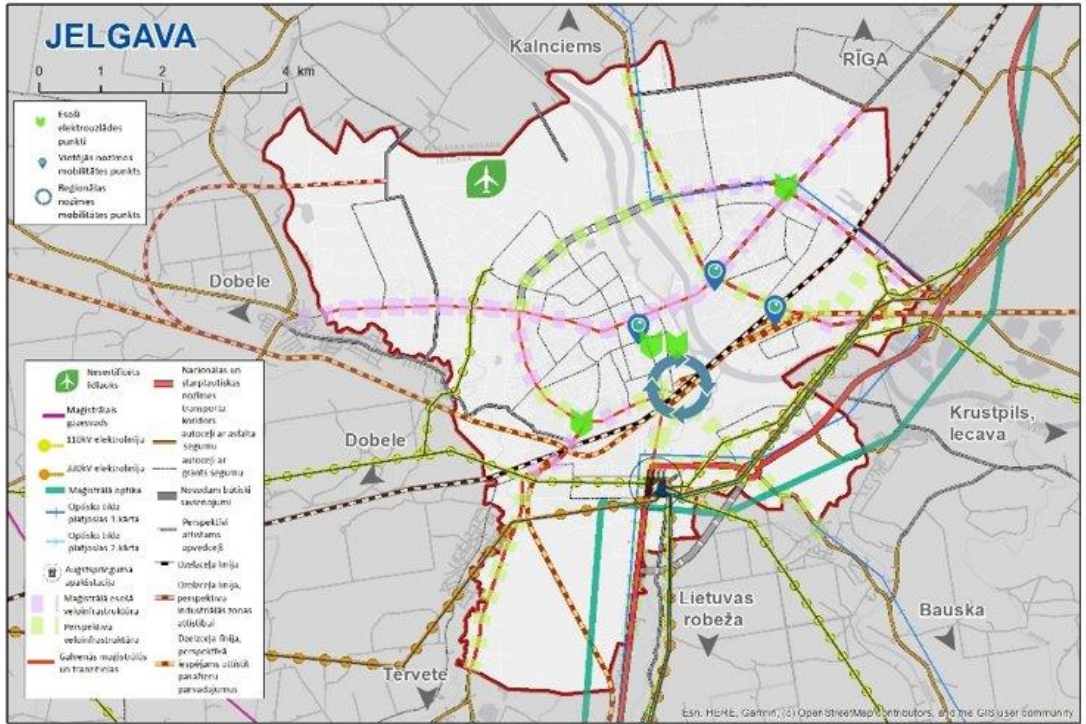 JELGAVA
0 1 2 4 km
Kalnciems
RĪGA
Esoši
elektrouzlādes
punkti
Vietējās nozīmes
mobilitātes punkts
Reģionālas
nozīmes
mobilitātes punkts
Dobele
Dobele
Krustpils,
Iecava
Lietuvas
robeža
Bauska
Tērvete
Nesertificēts
lidlauks
Maģistrālais
gāzesvads
110kV elektrolīnija
330kV elektrolīnija
Maģistrālā optika
Optiskā tīkla
platjoslas 1.kārta
Optiskā tīkla
platjoslas 2.kārta
Augstsprieguma
apakšstacija
Maģistrālā esošā
veloinfrastruktūra
Perspektīvā
veloinfrastruktūra
Galvenās maģistrālās
un tranzītielas
Nacionālas un
starptautiskas
nozīmes
transporta
koridors
autoceļi ar asfalta
segumu
autoceļi ar
grants segumu
Novadam būtiski
savienojumi
Perspektīvi
attīstāms
apvedceļš
Dzelzceļa līnija
Dzelzceļa līnija,
perspektīva
industriālās zonas
attīstībai
Dzelzceļa līnija,
perspektīvā
iespējams attīstīt
pasažieru
pārvadājumus
Esri, HERE, Garmin, (c) OpenStreetMap contributors, and the GIS user community